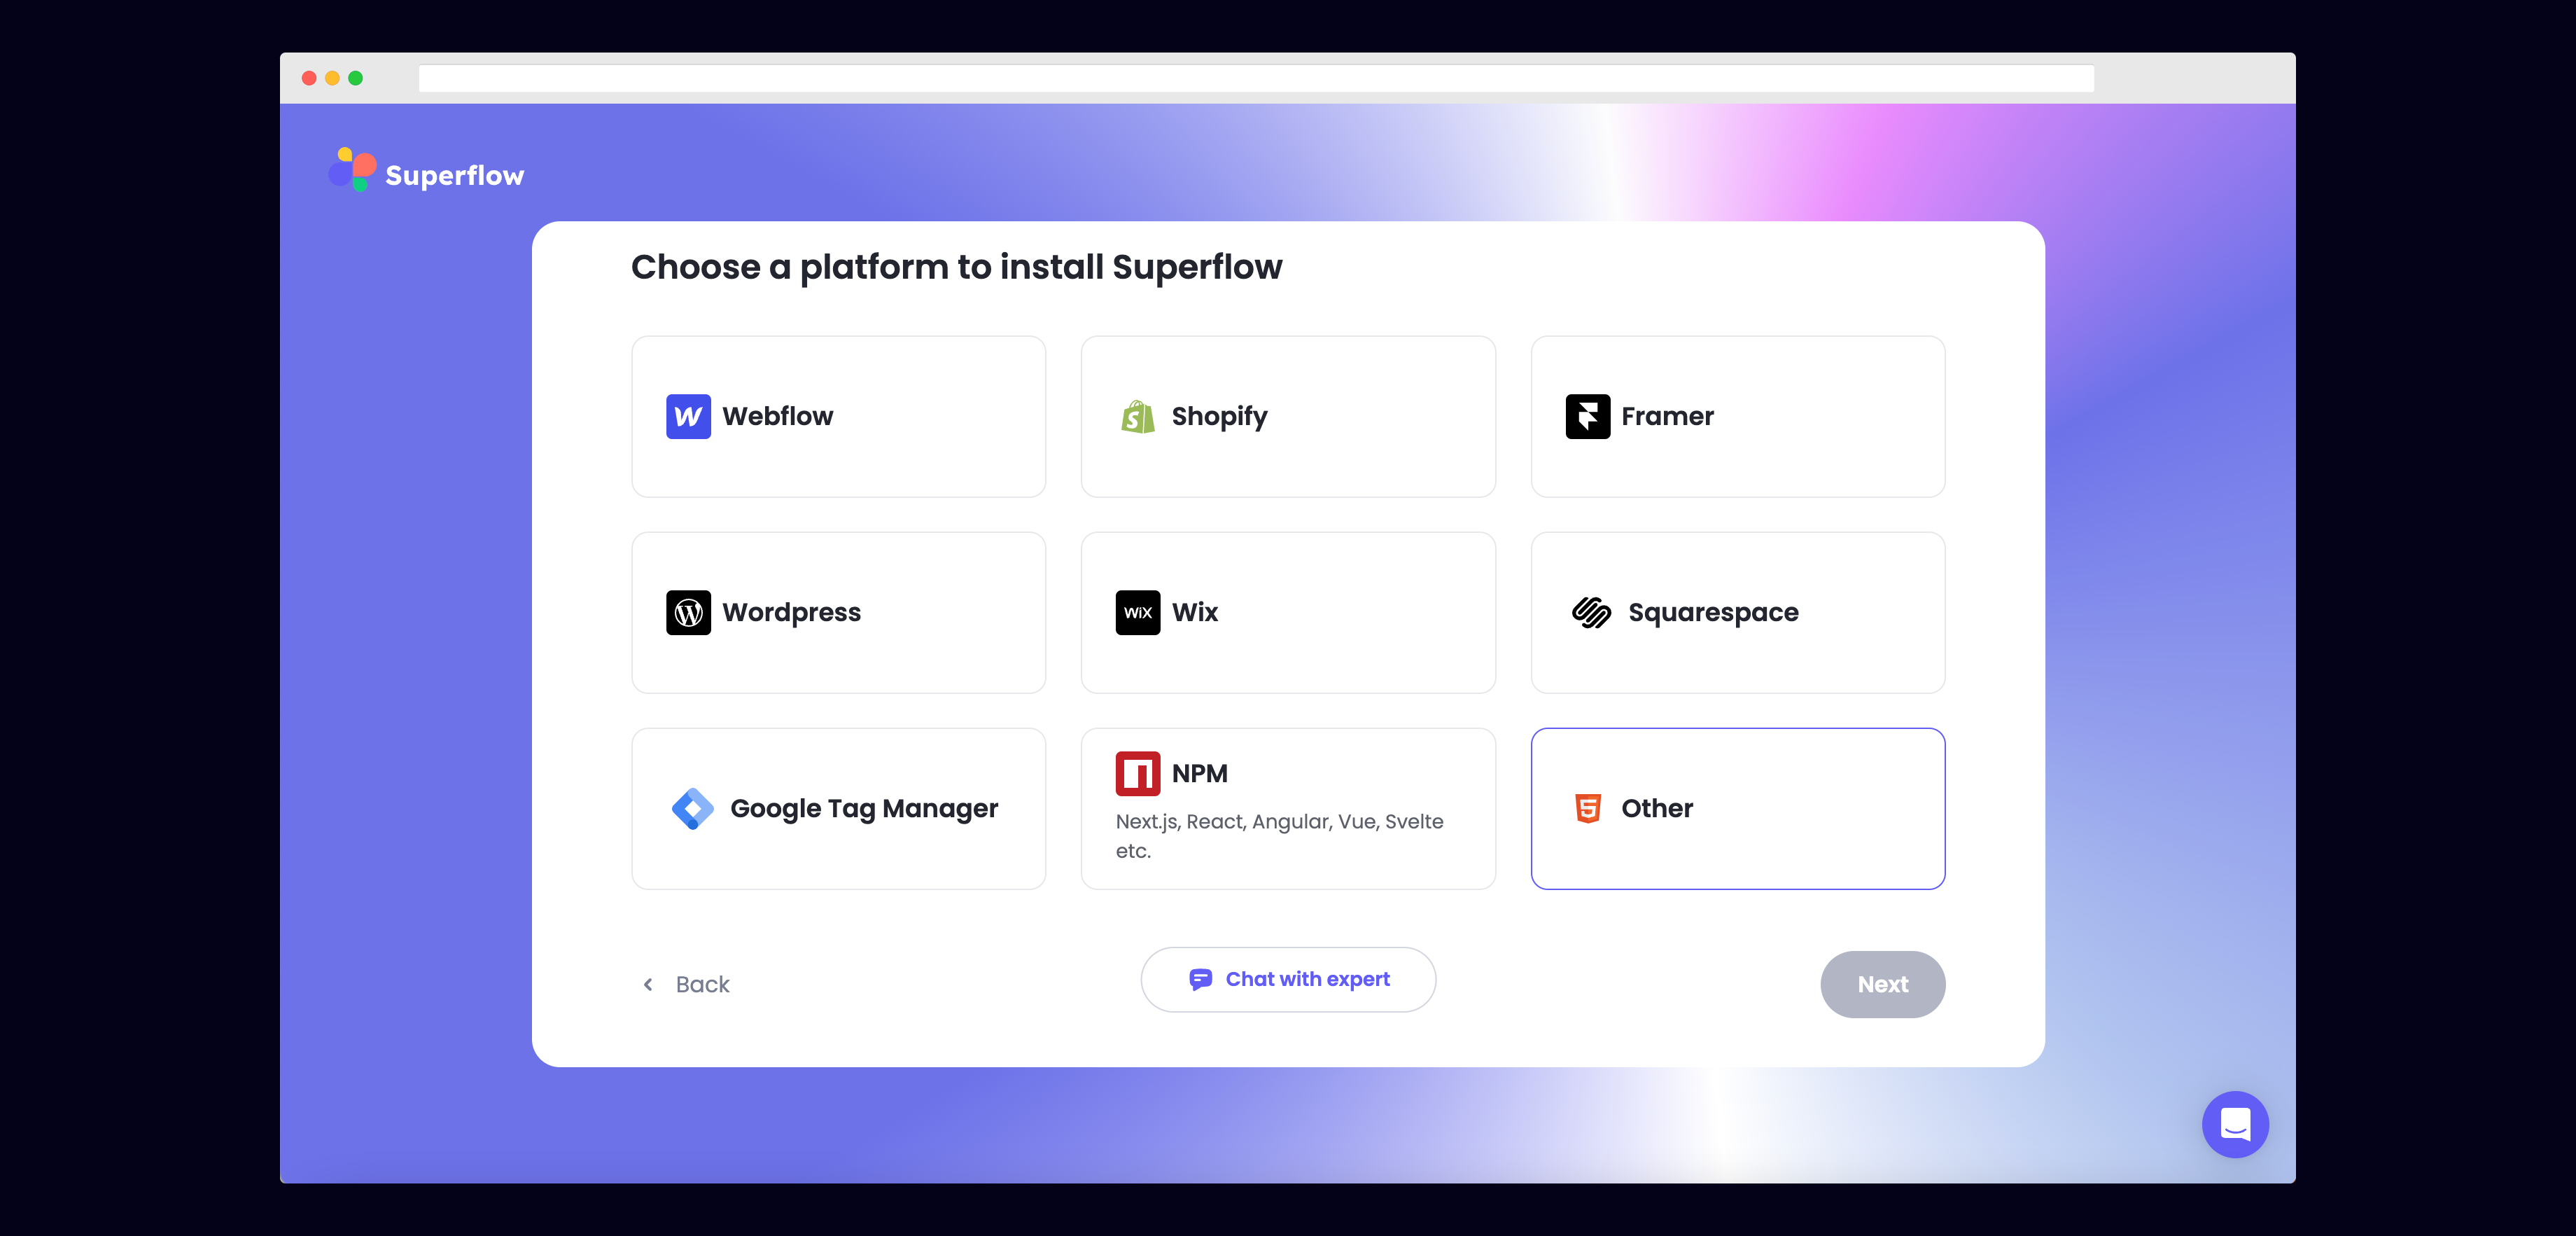 Superflow
Choose a platform to install Superflow
Webflow
Shopify
Framer
Wordpress
WiX
Wix
Squarespace
Google Tag Manager
NPM
Next.js, React, Angular, Vue, Svelte
etc.
Other
Back
Chat with expert
Next